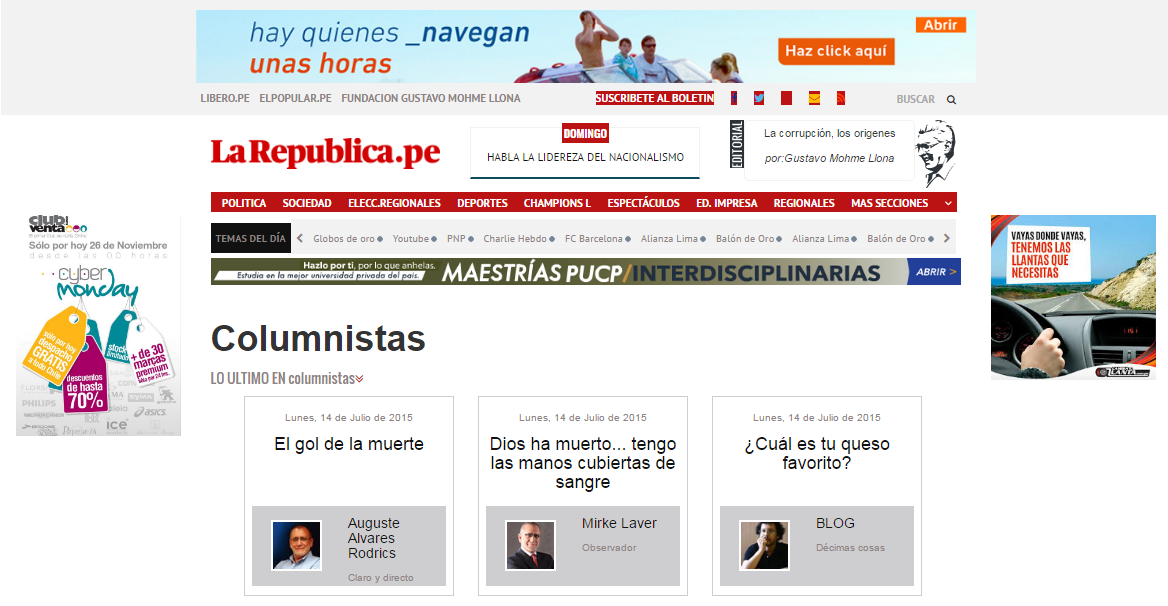 hay quienes _navegan
unas horas
Abrir
Haz click aquí
LIBERO.PE ELPOPULAR.PE FUNDACION GUSTAVO MOHME LLONA
SUSCRIBETE AL BOLETIN
BUSCAR
LaRepublica.pe
DOMINGO
HABLA LA LIDEREZA DEL NACIONALISMO
EDITORIAL
La corrupción, los origenes
por:Gustavo Mohme Llona
POLITICA SOCIEDAD ELECC.REGIONALES DEPORTES CHAMPIONS L ESPECTÁCULOS ED. IMPRESA REGIONALES MAS SECCIONES
TEMAS DEL DÍA Globos de oro Youtube PNP Charlie Hebdo FC Barcelona Alianza Lima Balón de Oro Alianza Lima Balón de Oro
Hazlo por ti, por lo que anhelas.
Estudia en la mejor universidad privada del país.
MAESTRÍAS PUCP/INTERDISCIPLINARIAS
ABRIR >
club!
venta
Sólo por hoy 26 de Noviembre
desde las 00 horas
cyber
monday
sólo por hoy
despacho
GRATIS
a todo Chile
descuentos
de hasta
70%
stock
limitado
+ de 30
marcas
premium
sólo por 24 hrs.
PHILIPS
asics.
VAYAS DONDE VAYAS,
TENEMOS LAS
LLANTAS QUE
NECESITAS
Columnistas
LO ULTIMO EN columnistas
Lunes, 14 de Julio de 2015
El gol de la muerte
Auguste
Alvares
Rodrics
Claro y directo
Lunes, 14 de Julio de 2015
Dios ha muerto... tengo
las manos cubiertas de
sangre
Mirke Laver
Observador
Lunes, 14 de Julio de 2015
¿Cuál es tu queso
favorito?
BLOG
Décimas cosas